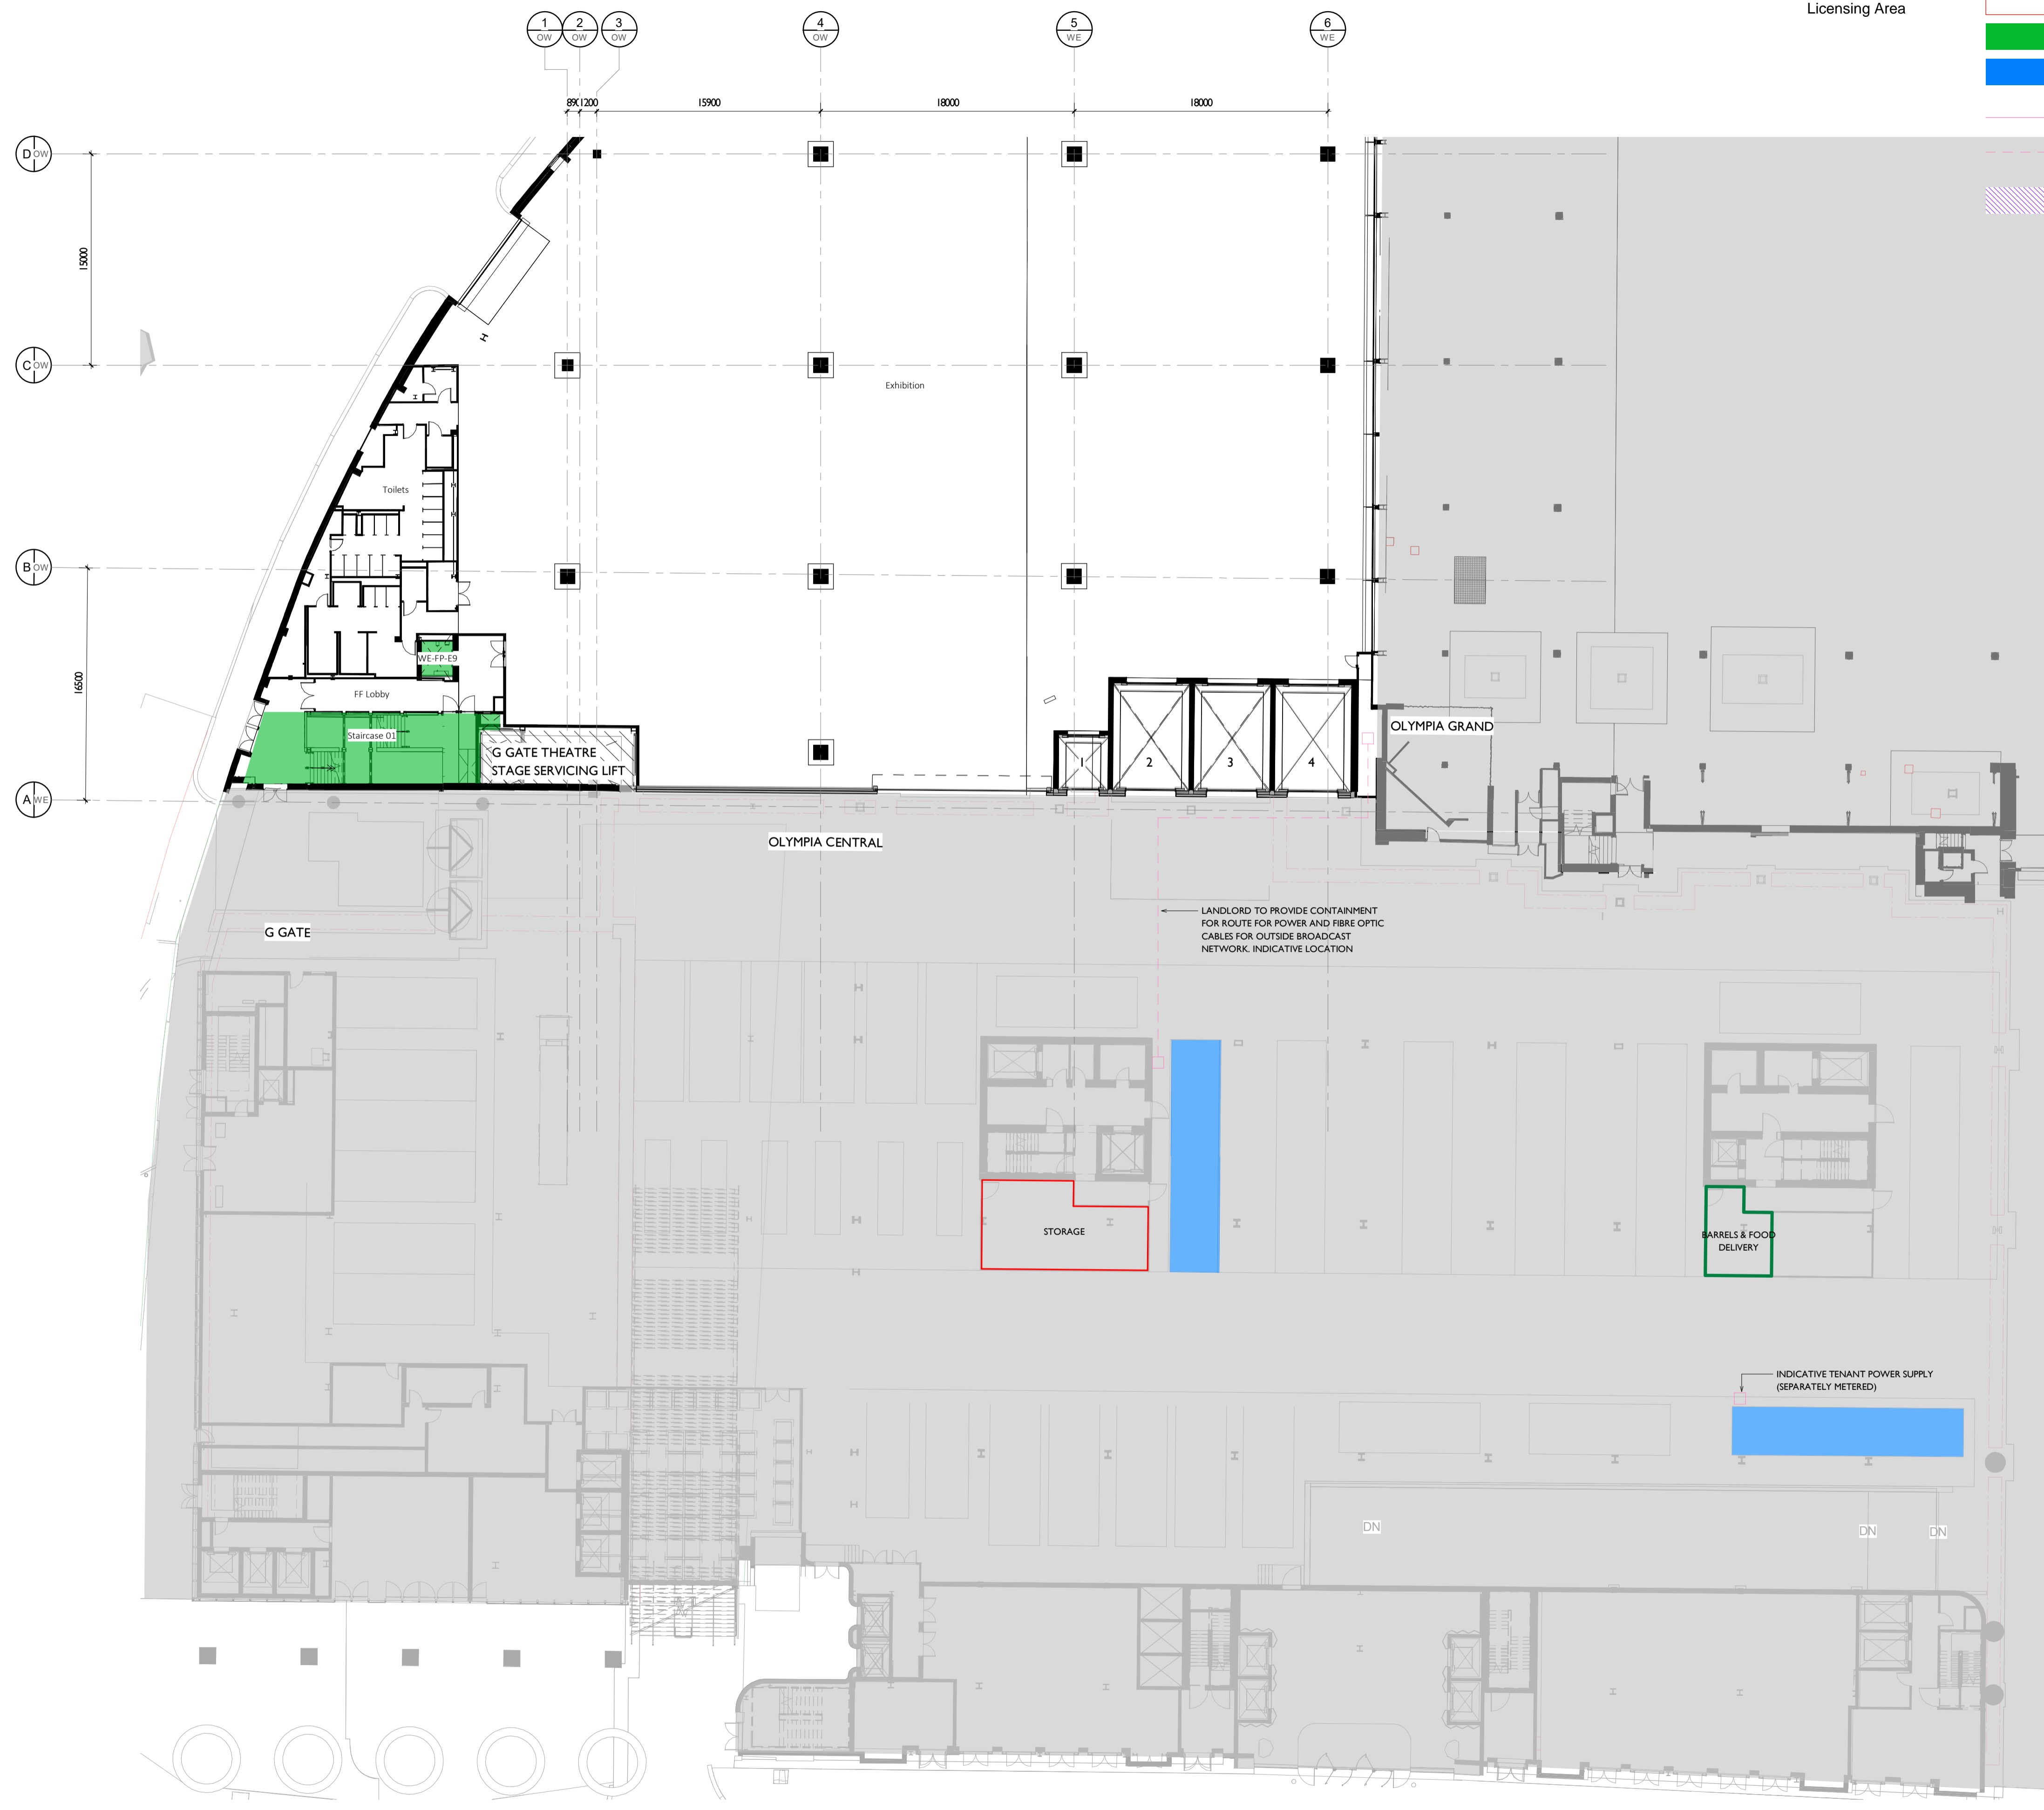 Licensing Area
1
OW
2
OW
3
OW
4
OW
5
WE
6
WE
1200
15900
18000
18000
D OW
15000
C OW
Exhibition
Toilets
B OW
WE-FP-E9
16500
FF Lobby
Staircase 01
G GATE THEATRE
STAGE SERVICING LIFT
1
2
3
4
OLYMPIA GRAND
A WE
OLYMPIA CENTRAL
LANDLORD TO PROVIDE CONTAINMENT
FOR ROUTE FOR POWER AND FIBRE OPTIC
CABLES FOR OUTSIDE BROADCAST
NETWORK. INDICATIVE LOCATION
G GATE
STORAGE
BARRELS & FOOD
DELIVERY
INDICATIVE TENANT POWER SUPPLY
(SEPARATELY METERED)
DN
DN
DN